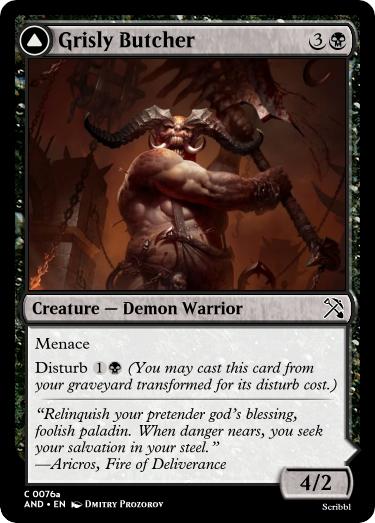 Grisly Butcher 3
Creature — Demon Warrior
Menace
Disturb 1 (You may cast this card from
your graveyard transformed for its disturb cost.)
“Relinquish your pretender god's blessing,
foolish paladin. When danger nears, you seek
your salvation in your steel.”
—Aricros, Fire of Deliverance
4/2
C 0076a
AND • EN Dmitry Prozorov
Scribbl